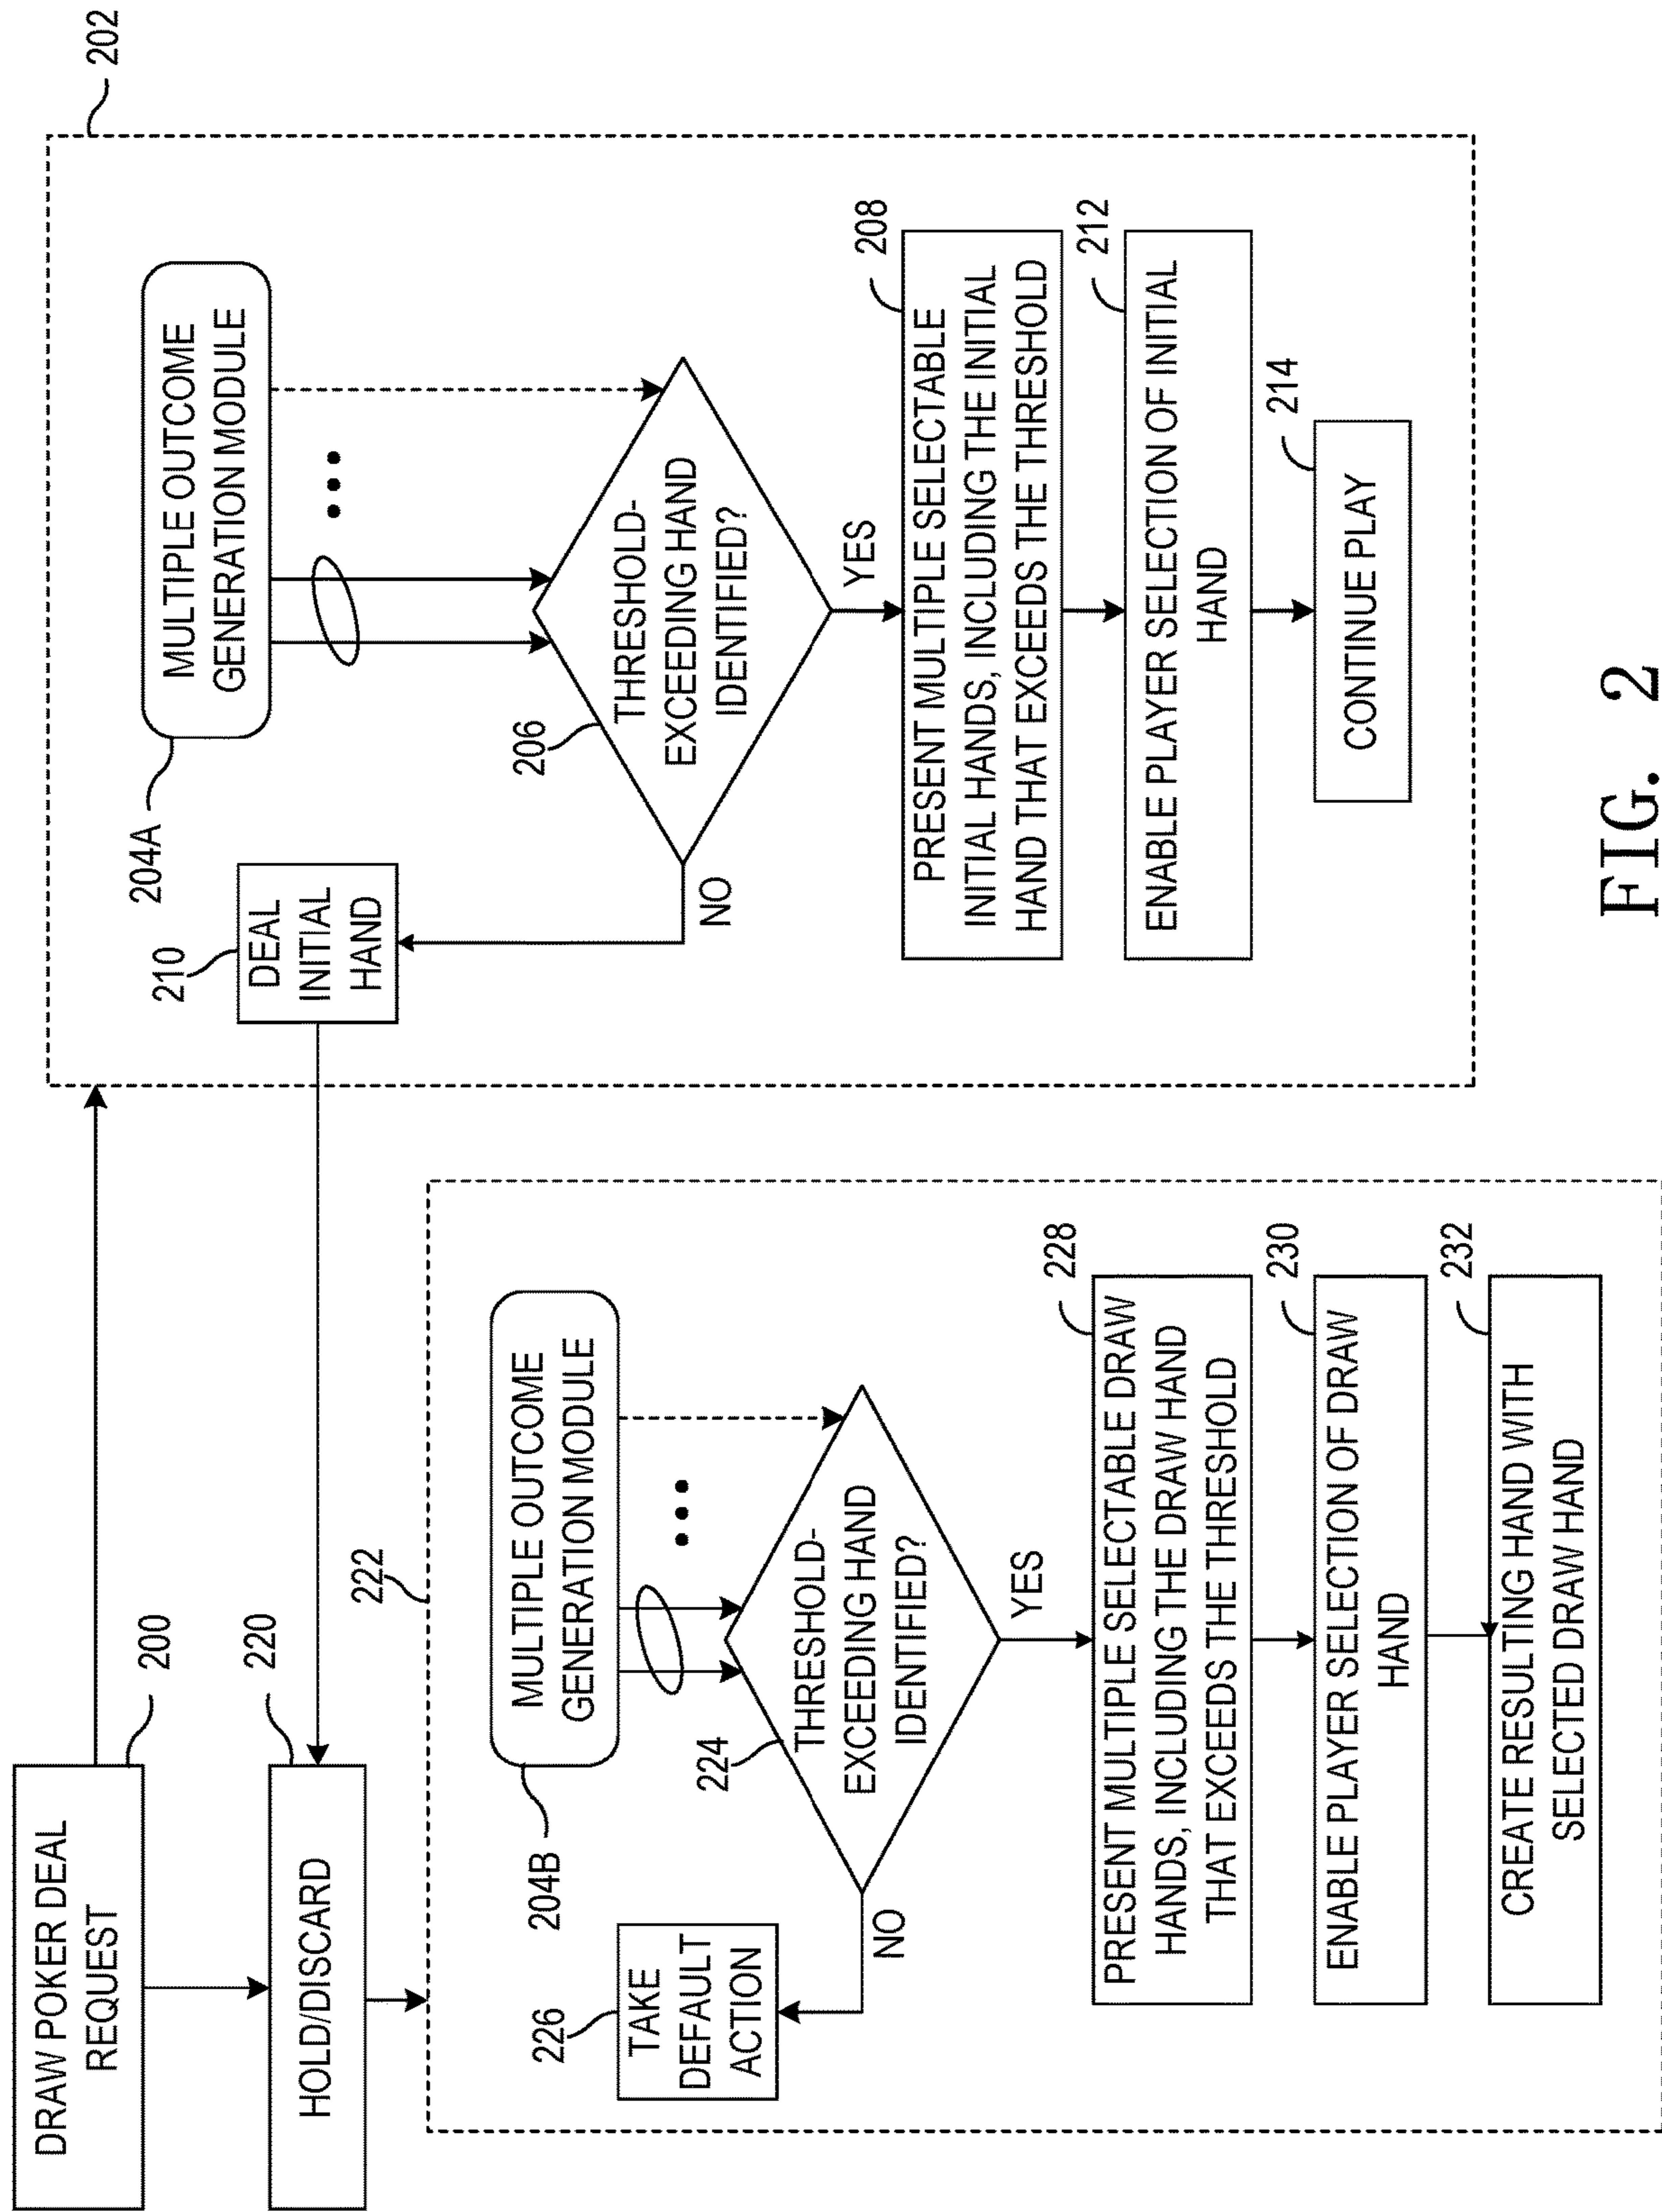 DRAW POKER DEAL
REQUEST
200
HOLD/DISCARD
220
202
MULTIPLE OUTCOME
GENERATION MODULE
204A
THRESHOLD-
EXCEEDING HAND
IDENTIFIED?
206
NO
YES
DEAL
INITIAL
HAND
210
PRESENT MULTIPLE SELECTABLE
INITIAL HANDS, INCLUDING THE INITIAL
HAND THAT EXCEEDS THE THRESHOLD
208
ENABLE PLAYER SELECTION OF INITIAL
HAND
212
CONTINUE PLAY
214
222
MULTIPLE OUTCOME
GENERATION MODULE
204B
THRESHOLD-
EXCEEDING HAND
IDENTIFIED?
224
NO
YES
TAKE
DEFAULT
ACTION
226
PRESENT MULTIPLE SELECTABLE DRAW
HANDS, INCLUDING THE DRAW HAND
THAT EXCEEDS THE THRESHOLD
228
ENABLE PLAYER SELECTION OF DRAW
HAND
230
CREATE RESULTING HAND WITH
SELECTED DRAW HAND
232
FIG. 2